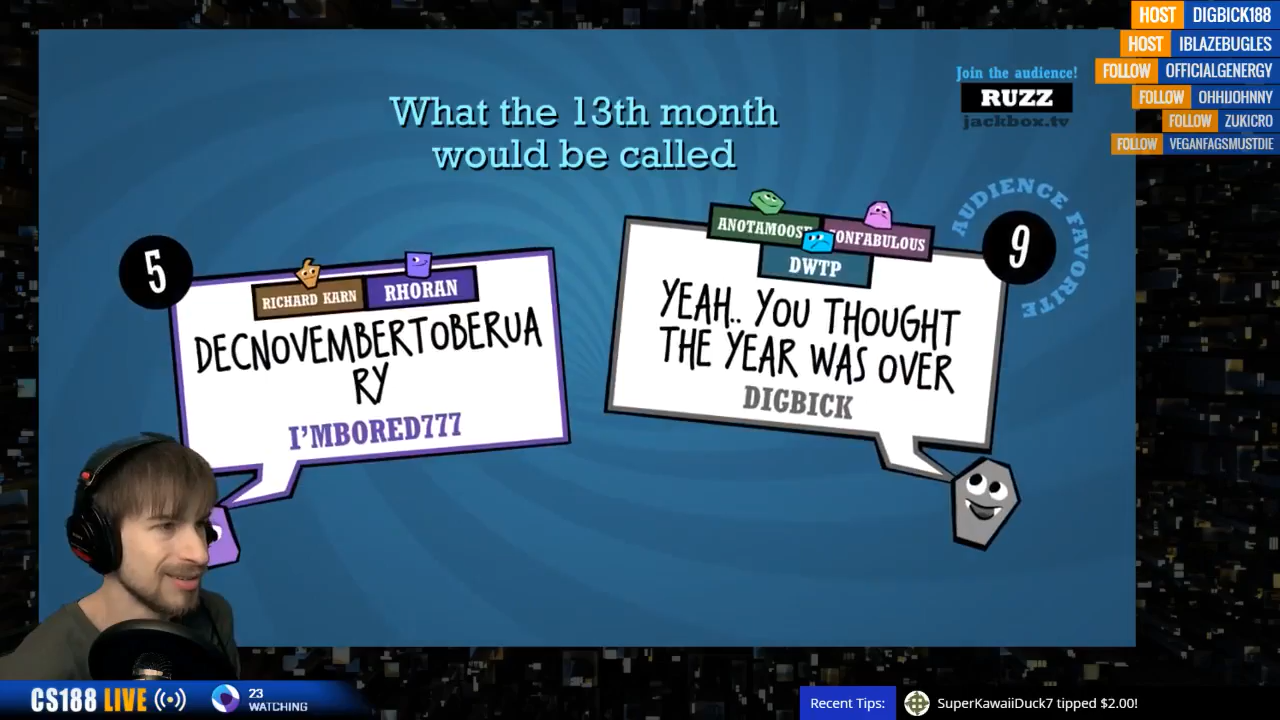 HOST DIGBICK188
HOST IBLAZEBUGLES
FOLLOW OFFICIALGENERGY
FOLLOW OHHIJOHNNY
FOLLOW ZUKICRO
FOLLOW VEGANFAGSMUSTDIE
Join the audience!
RUZZ
jackbox.tv
What the 13th month
would be called
5
RICHARD KARN
RHORAN
DECNOVEMBERTOBERUA
RY
I'MBORED777
AUDIENCE FAVORITE
9
ANOTAMOOSE
ONFABULOUS
DWTP
YEAH.. YOU THOUGHT
THE YEAR WAS OVER
DIGBICK
CS188 LIVE
23
WATCHING
Recent Tips:
SuperKawaiiDuck7 tipped $2.00!